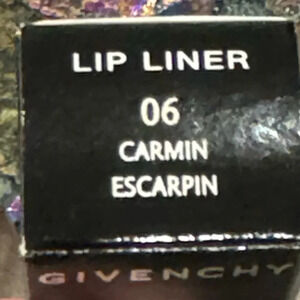 LIP LINER
06
CARMIN
ESCARPIN
GIVENCHY